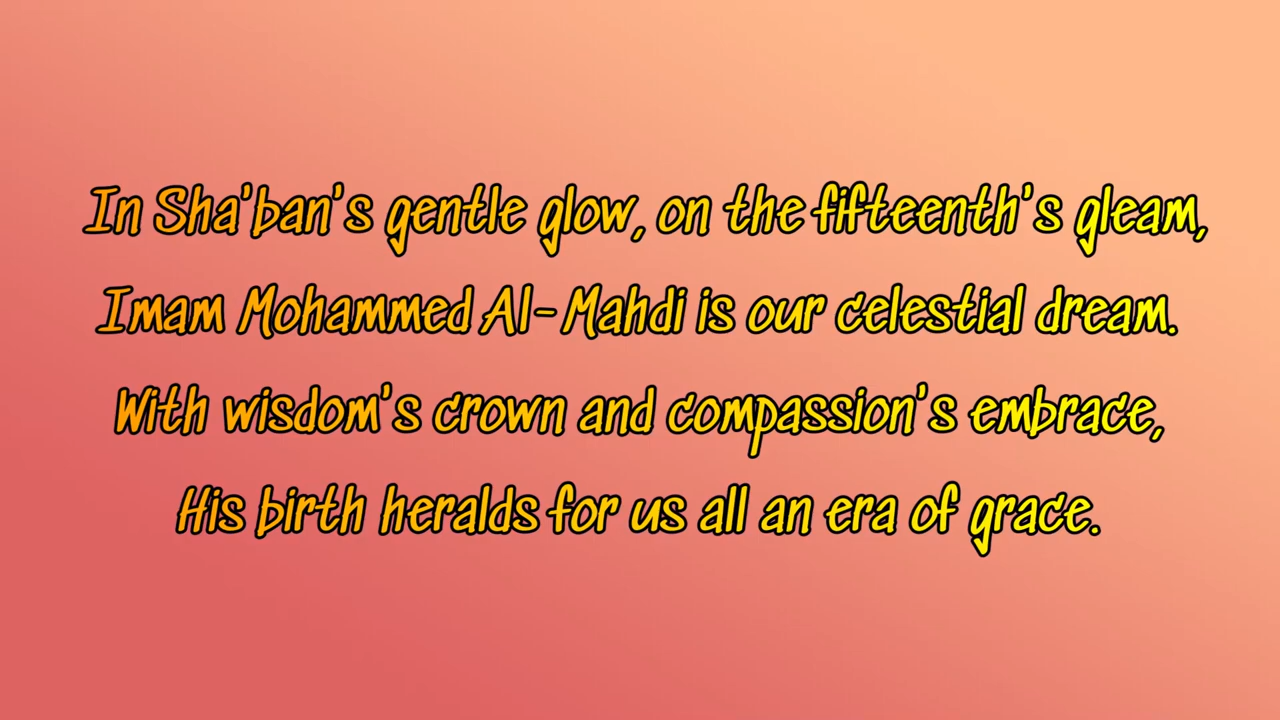 In Sha'ban's gentle glow, on the fifteenth's gleam,
Imam Mohammed Al-Mahdi is our celestial dream.
With wisdom's crown and compassion's embrace,
His birth heralds for us all an era of grace.